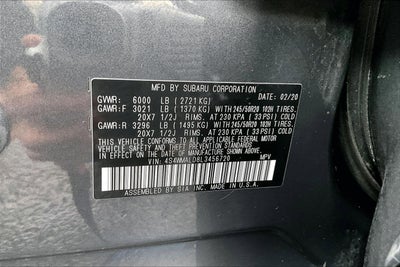 MFD BY SUBARU CORPORATION
GVWR: 6000 LB (2721 KG) 02/20
GAWR:F 3021 LB (1370 KG) WITH 245/50R20 102H TIRES.
20X7 1/2J RIMS. AT 230 KPA (33 PSI) COLD.
GAWR:R 3296 LB (1495 KG) WITH 245/50R20 102H TIRES.
20X7 1/2J RIMS. AT 230 KPA (33 PSI) COLD.
THIS VEHICLE CONFORMS TO ALL APPLICABLE FEDERAL MOTOR
VEHICLE SAFETY STANDARDS IN EFFECT ON THE DATE OF
MANUFACTURE SHOWN ABOVE.
VIN: 4S4WMALD8L3456720 MPV
ASSEMBLED BY SIA INC. MADE IN U.S.A.